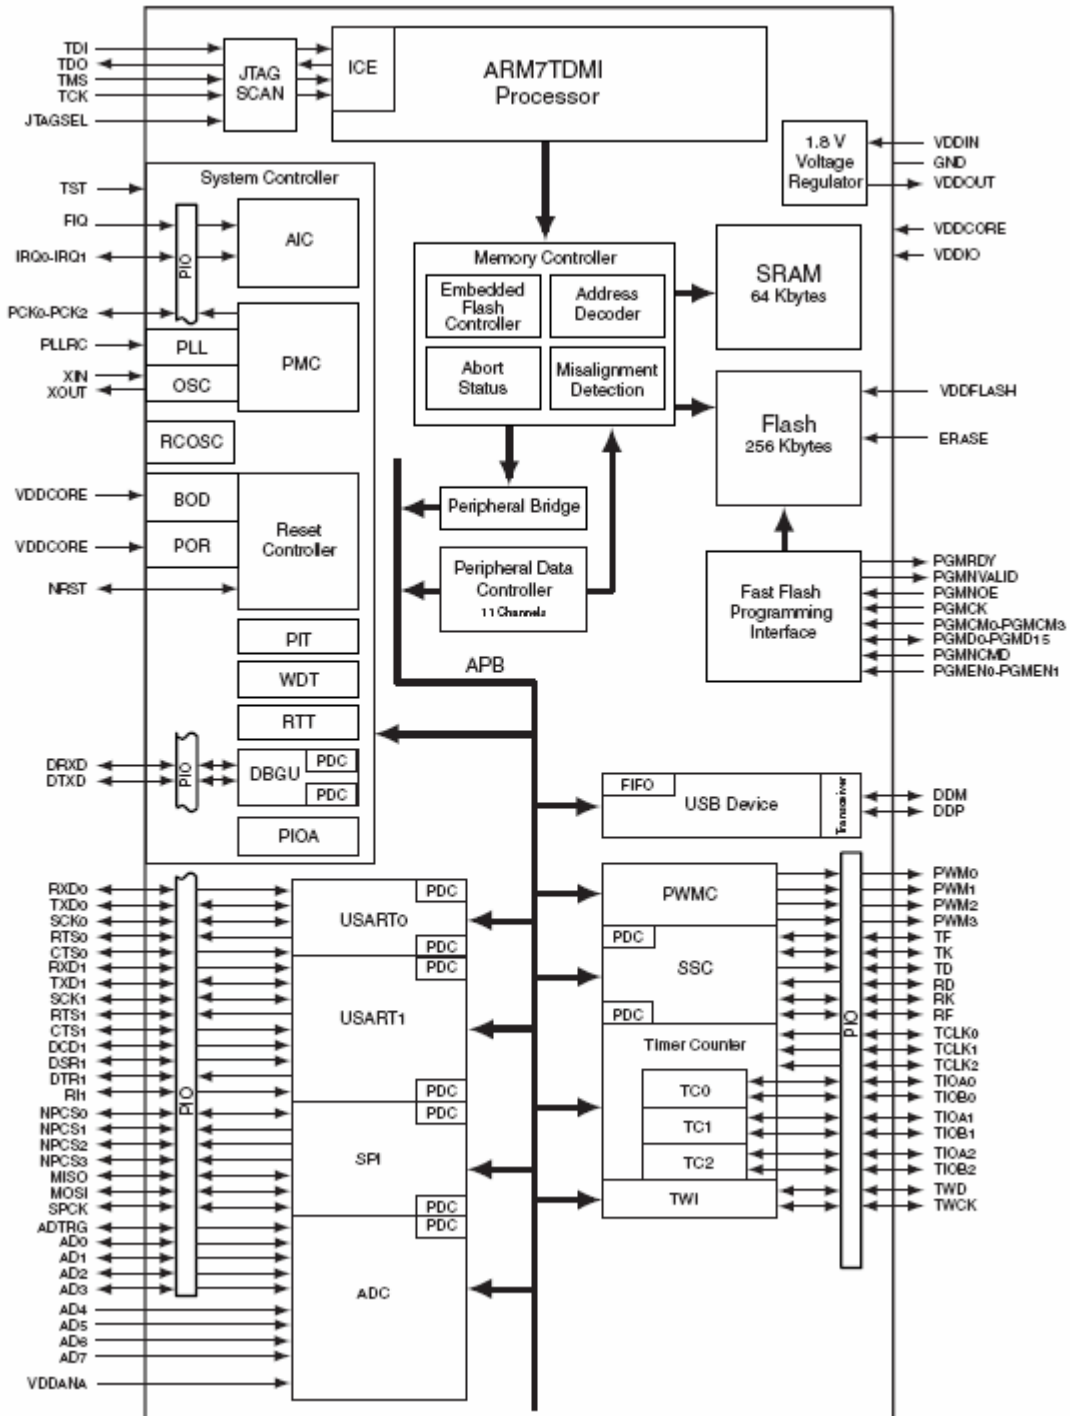 TDI
TDO
TMS
TCK
JTAGSEL
JTAG
SCAN
ICE
ARM7TDMI
Processor
1.8 V
Voltage
Regulator
VDDIN
GND
VDDOUT
VDDCORE
VDDIO
System Controller
TST
FIQ
IRQ0-IRQ1
PIO
AIC
PCK0-PCK2
PLLRC
PLL
PMC
XIN
XOUT
OSC
RCOSC
VDDCORE
BOD
VDDCORE
POR
Reset
Controller
NRST
PIT
WDT
RTT
DRXD
DTXD
PIO
DBGU
PDC
PDC
PIOA
Memory Controller
Embedded
Flash
Controller
Address
Decoder
Abort
Status
Misalignment
Detection
SRAM
64 Kbytes
Flash
256 Kbytes
VDDFLASH
ERASE
Peripheral Bridge
Peripheral Data
Controller
11 Channels
APB
Fast Flash
Programming
Interface
PGMRDY
PGMNVALID
PGMNOE
PGMCK
PGMCM0-PGMCM3
PGMD0-PGMD15
PGMNCMD
PGMEN0-PGMEN1
FIFO
USB Device
Transceiver
DDM
DDP
RXD0
TXD0
SCK0
RTS0
CTS0
RXD1
TXD1
SCK1
RTS1
CTS1
DCD1
DSR1
DTR1
RI1
NPCS0
NPCS1
NPCS2
NPCS3
MISO
MOSI
SPCK
ADTRG
AD0
AD1
AD2
AD3
AD4
AD5
AD6
AD7
VDDANA
PIO
PDC
USART0
PDC
PDC
USART1
PDC
PDC
SPI
PDC
PDC
ADC
PWMC
PDC
SSC
PDC
Timer Counter
TC0
TC1
TC2
TWI
PIO
PWM0
PWM1
PWM2
PWM3
TF
TK
TD
RD
RK
RF
TCLK0
TCLK1
TCLK2
TIOA0
TIOB0
TIOA1
TIOB1
TIOA2
TIOB2
TWD
TWCK